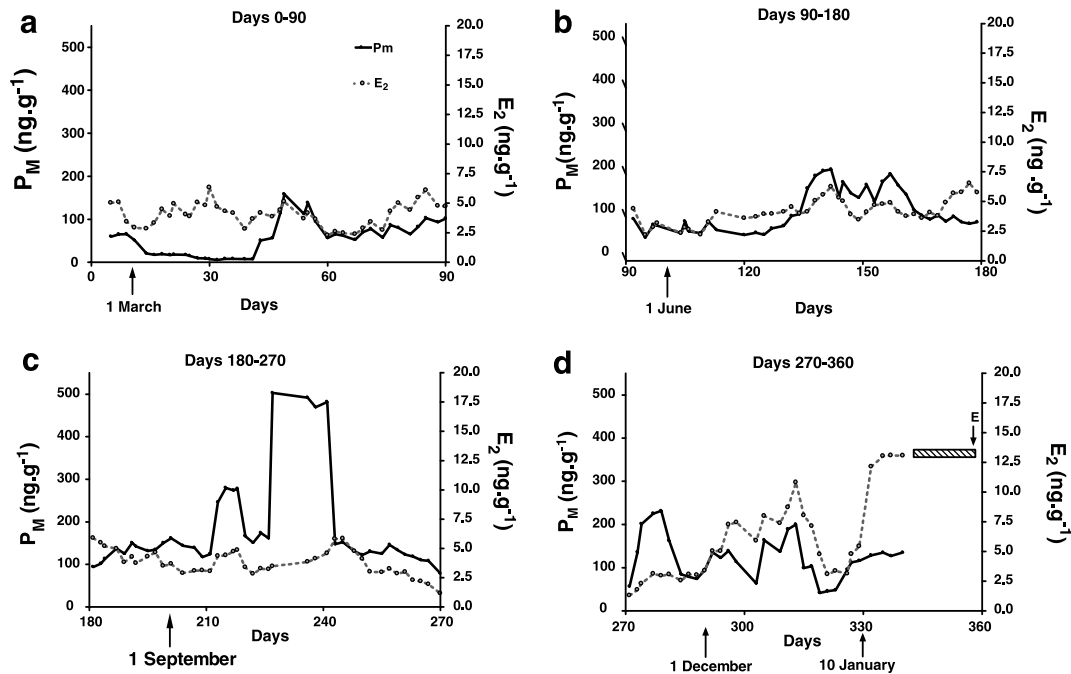 a
Days 0-90
500
400
300
200
100
0
P_M (ng.g⁻¹)
20.0
17.5
15.0
12.5
10.0
7.5
5.0
2.5
0.0
E₂ (ng.g⁻¹)
Pm
E₂
0 30 60 90
1 March
Days
b
Days 90-180
500
400
300
200
100
0
P_M (ng.g⁻¹)
20.0
17.5
15.0
12.5
10.0
7.5
5.0
2.5
0.0
E₂ (ng .g⁻¹)
90 120 150 180
1 June
Days
c
Days 180-270
500
400
300
200
100
0
P_M (ng.g⁻¹)
20.0
17.5
15.0
12.5
10.0
7.5
5.0
2.5
0.0
E₂ (ng.g⁻¹)
180 210 240 270
Days
1 September
d
Days 270-360
500
400
300
200
100
0
P_M (ng.g⁻¹)
20.0
17.5
15.0
12.5
10.0
7.5
5.0
2.5
0.0
E₂ (ng.g⁻¹)
E
270 300 330 360
Days
1 December
10 January